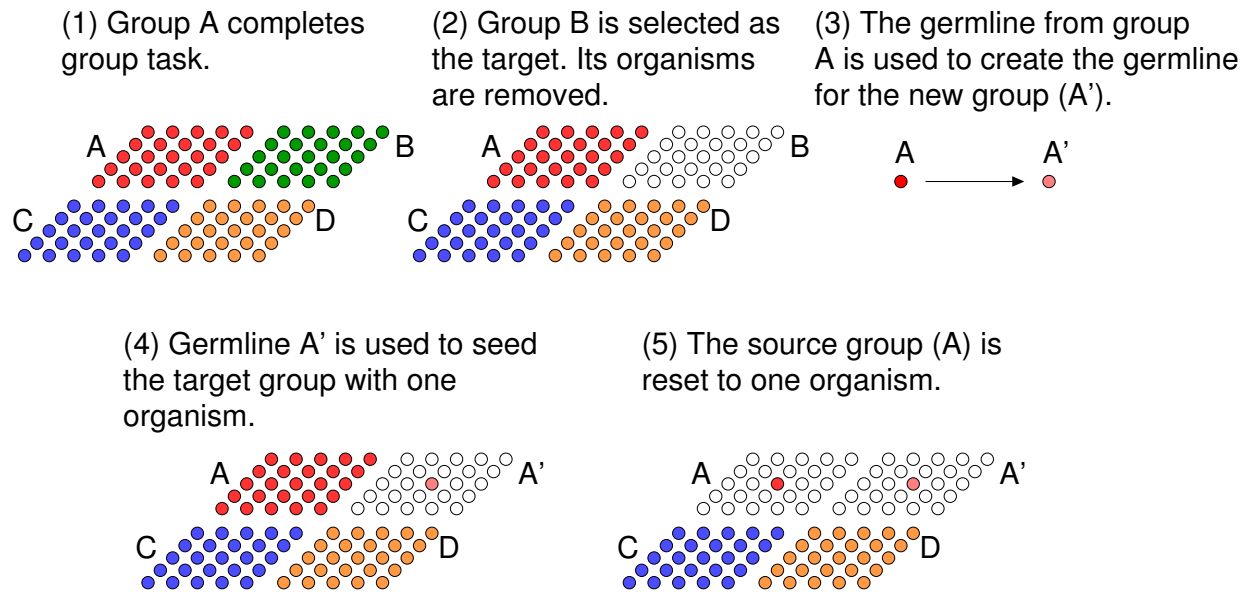 (1) Group A completes
group task.
(2) Group B is selected as
the target. Its organisms
are removed.
(3) The germline from group
A is used to create the germline
for the new group (A’).
A
B
C
D
A
B
C
D
A
A’
(4) Germline A’ is used to seed
the target group with one
organism.
(5) The source group (A) is
reset to one organism.
A
A’
C
D
A
A’
C
D